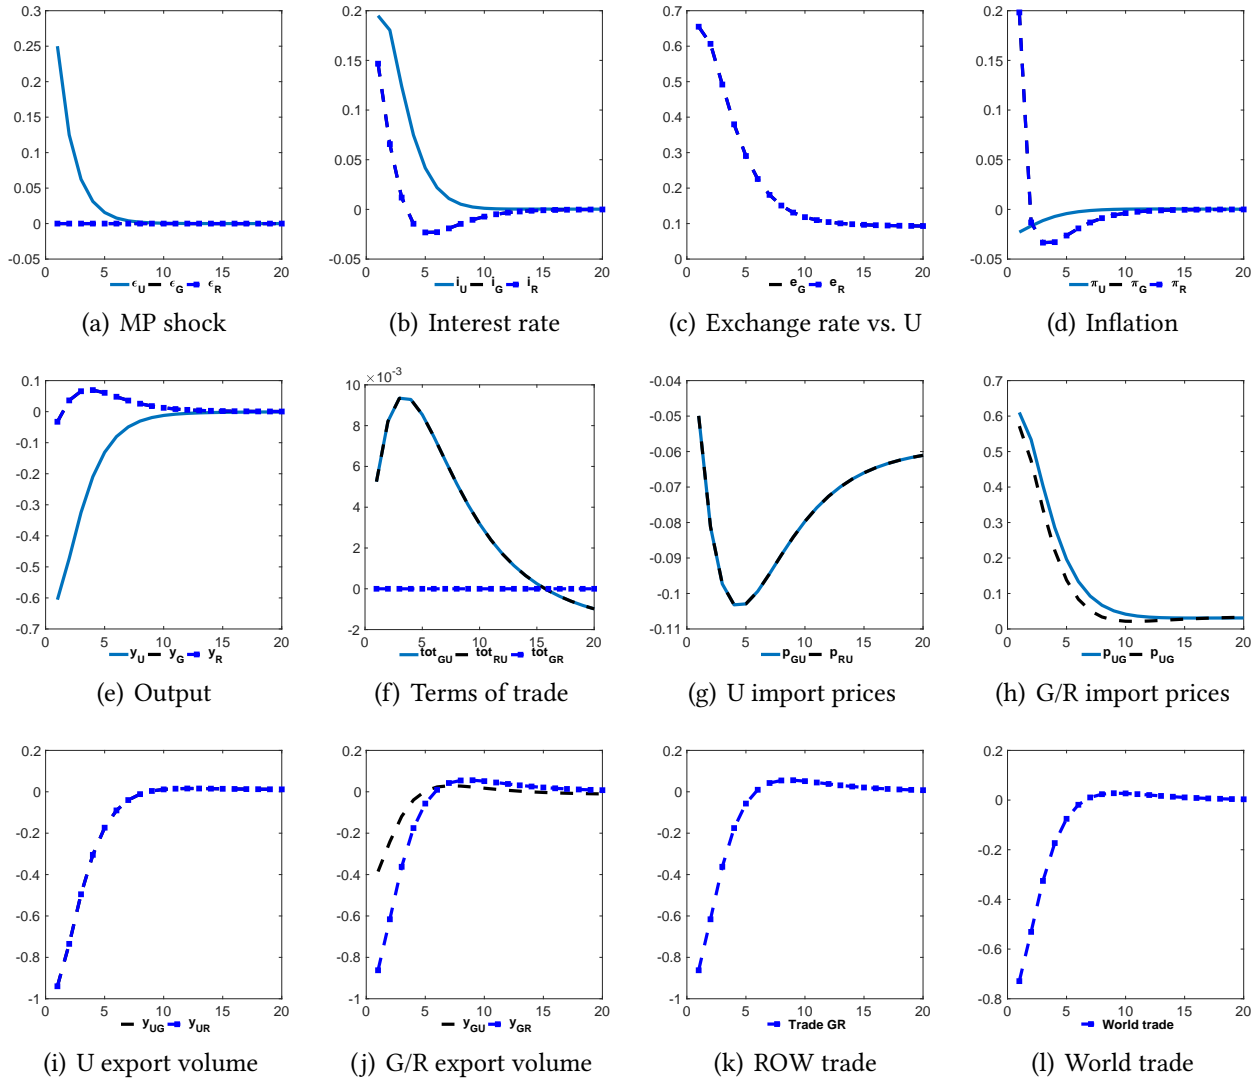 0.3
0.25
0.2
0.15
0.1
0.05
0
-0.05
0 5 10 15 20
ϵ_U ϵ_G ϵ_R
(a) MP shock
0.2
0.15
0.1
0.05
0
-0.05
0 5 10 15 20
i_U i_G i_R
(b) Interest rate
0.7
0.6
0.5
0.4
0.3
0.2
0.1
0
0 5 10 15 20
e_G e_R
(c) Exchange rate vs. U
0.2
0.15
0.1
0.05
0
-0.05
0 5 10 15 20
π_U π_G π_R
(d) Inflation
0.1
0
-0.1
-0.2
-0.3
-0.4
-0.5
-0.6
-0.7
0 5 10 15 20
y_U y_G y_R
(e) Output
×10^-3
10
8
6
4
2
0
-2
0 5 10 15 20
tot_GU tot_RU tot_GR
(f) Terms of trade
-0.04
-0.05
-0.06
-0.07
-0.08
-0.09
-0.1
-0.11
0 5 10 15 20
p_GU p_RU
(g) U import prices
0.7
0.6
0.5
0.4
0.3
0.2
0.1
0
0 5 10 15 20
p_UG p_UG
(h) G/R import prices
0.2
0
-0.2
-0.4
-0.6
-0.8
-1
0 5 10 15 20
y_UG y_UR
(i) U export volume
0.2
0
-0.2
-0.4
-0.6
-0.8
-1
0 5 10 15 20
y_GU y_GR
(j) G/R export volume
0.2
0
-0.2
-0.4
-0.6
-0.8
-1
0 5 10 15 20
Trade GR
(k) ROW trade
0.2
0
-0.2
-0.4
-0.6
-0.8
0 5 10 15 20
World trade
(l) World trade